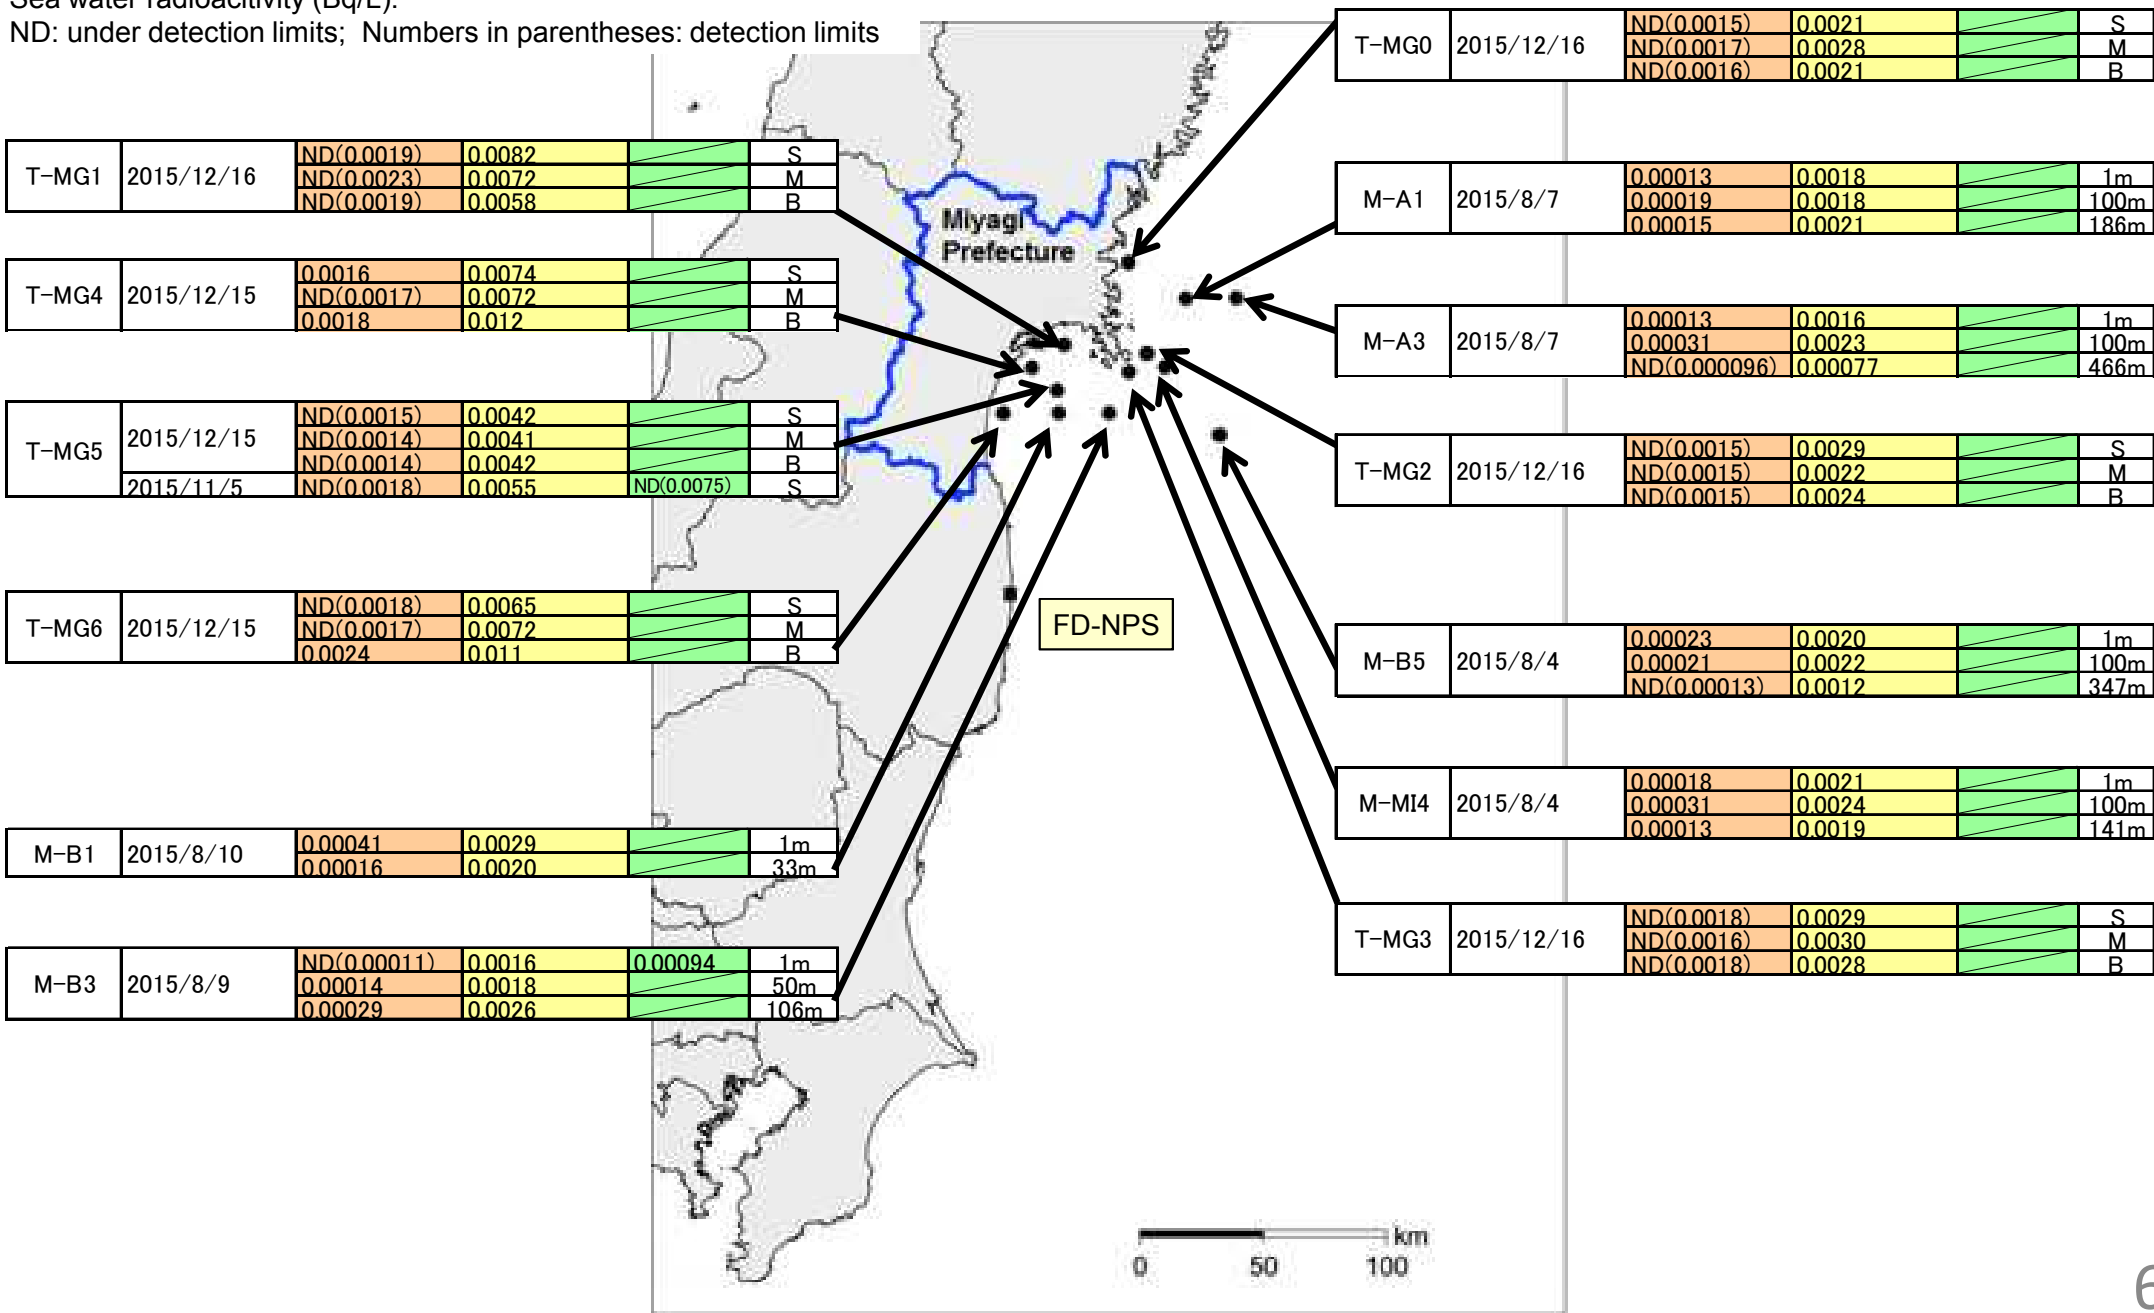 Sea water radioacitivity (Bq/L).
ND: under detection limits; Numbers in parentheses: detection limits
T-MG0 2015/12/16
ND(0.0015) 0.0021 S
ND(0.0017) 0.0028 M
ND(0.0016) 0.0021 B
T-MG1 2015/12/16
ND(0.0019) 0.0082 S
ND(0.0023) 0.0072 M
ND(0.0019) 0.0058 B
M-A1 2015/8/7
0.00013 0.0018 1m
0.00019 0.0018 100m
0.00015 0.0021 186m
Miyagi
Prefecture
T-MG4 2015/12/15
0.0016 0.0074 S
ND(0.0017) 0.0072 M
0.0018 0.012 B
M-A3 2015/8/7
0.00013 0.0016 1m
0.00031 0.0023 100m
ND(0.000096) 0.00077 466m
T-MG5 2015/12/15
ND(0.0015) 0.0042 S
ND(0.0014) 0.0041 M
ND(0.0014) 0.0042 B
2015/11/5 ND(0.0018) 0.0055 ND(0.0075) S
T-MG2 2015/12/16
ND(0.0015) 0.0029 S
ND(0.0015) 0.0022 M
ND(0.0015) 0.0024 B
T-MG6 2015/12/15
ND(0.0018) 0.0065 S
ND(0.0017) 0.0072 M
0.0024 0.011 B
FD-NPS
M-B5 2015/8/4
0.00023 0.0020 1m
0.00021 0.0022 100m
ND(0.00013) 0.0012 347m
M-MI4 2015/8/4
0.00018 0.0021 1m
0.00031 0.0024 100m
0.00013 0.0019 141m
M-B1 2015/8/10
0.00041 0.0029 1m
0.00016 0.0020 33m
T-MG3 2015/12/16
ND(0.0018) 0.0029 S
ND(0.0016) 0.0030 M
ND(0.0018) 0.0028 B
M-B3 2015/8/9
ND(0.00011) 0.0016 0.00094 1m
0.00014 0.0018 50m
0.00029 0.0026 106m
km
0 50 100
6